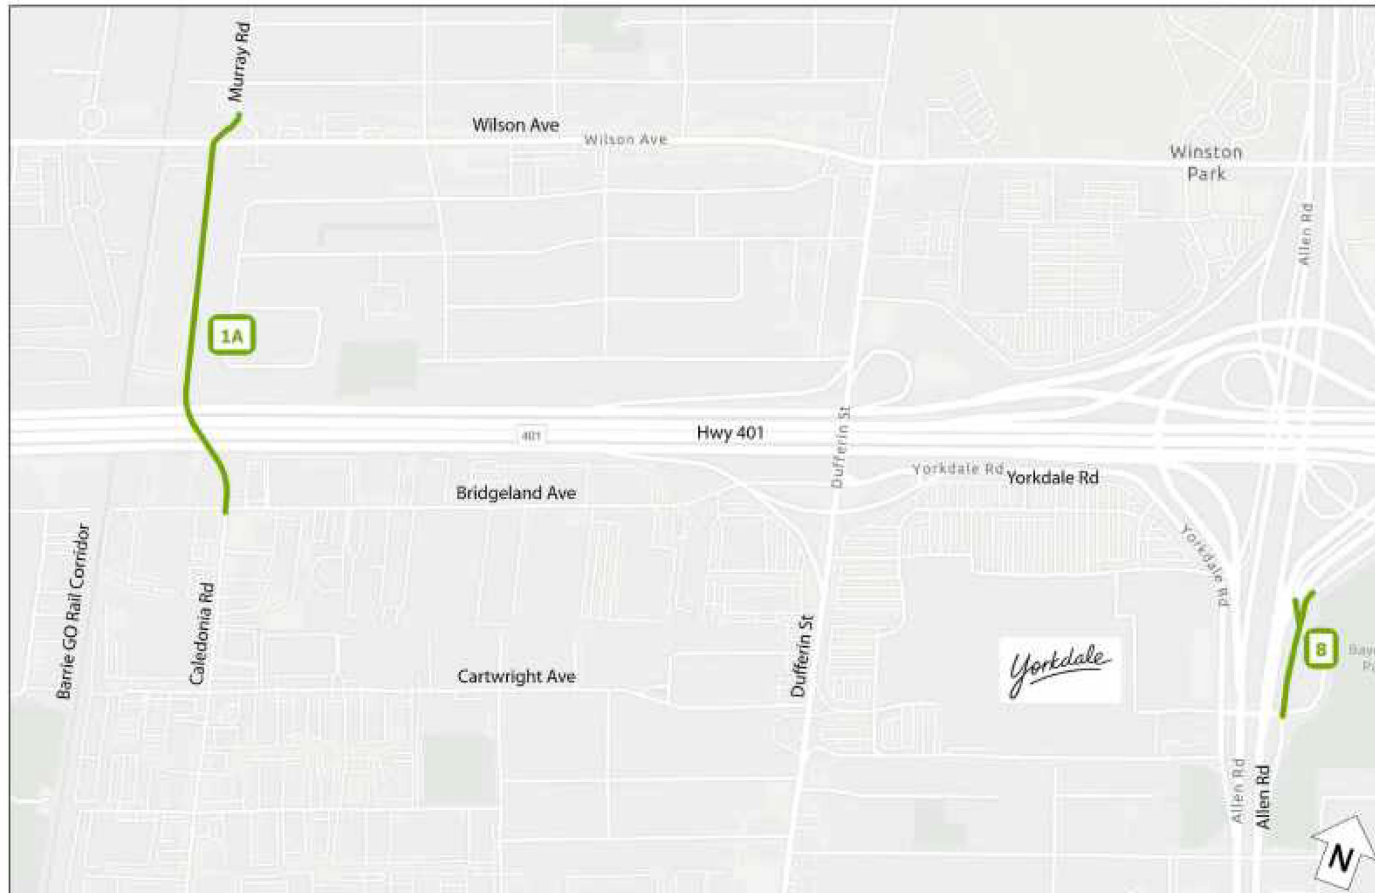 Murray Rd
Wilson Ave
Wilson Ave
Winston
Park
Allen Rd
1A
Dufferin St
401
Hwy 401
Yorkdale Rd
Yorkdale Rd
Bridgeland Ave
Yorkdale Rd
Barrie GO Rail Corridor
Caledonia Rd
Dufferin St
Cartwright Ave
Yorkdale
8
Allen Rd
Allen Rd
N